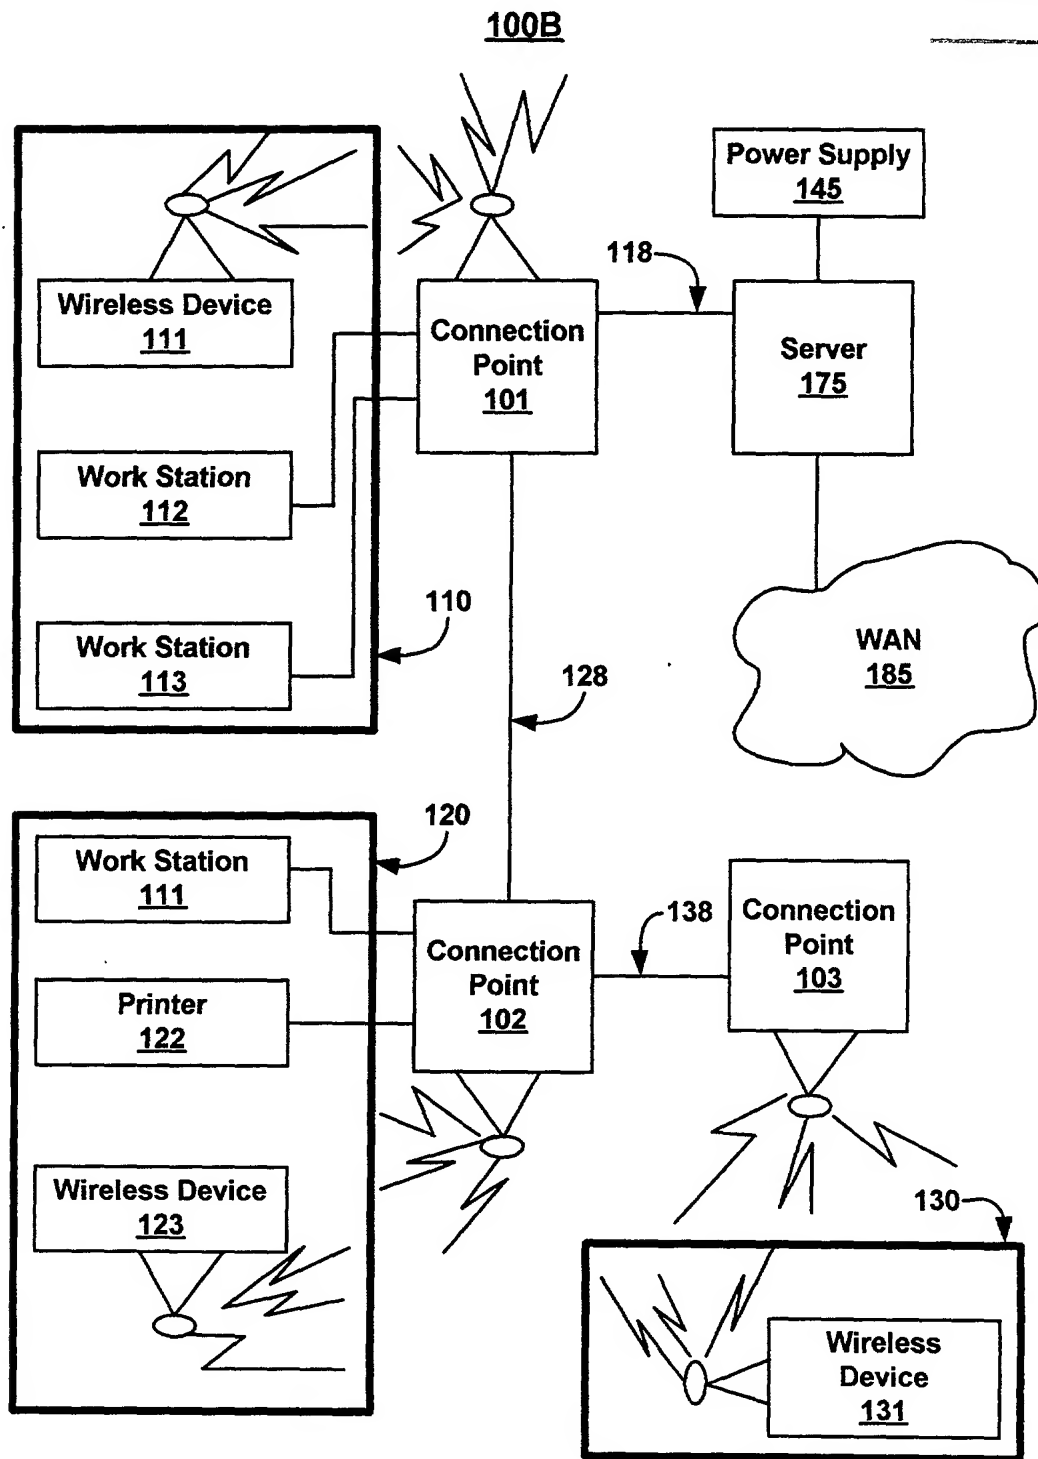 100B
Power Supply
145
Wireless Device
111
118
Connection
Point
101
Server
175
Work Station
112
110
Work Station
113
WAN
185
128
120
Work Station
111
138
Connection
Point
103
Connection
Point
102
Printer
122
Wireless Device
123
130
Wireless
Device
131